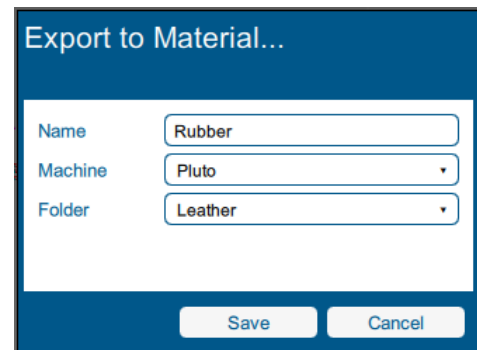 Export to Material...
Name Rubber
Machine Pluto
Folder Leather
Save Cancel